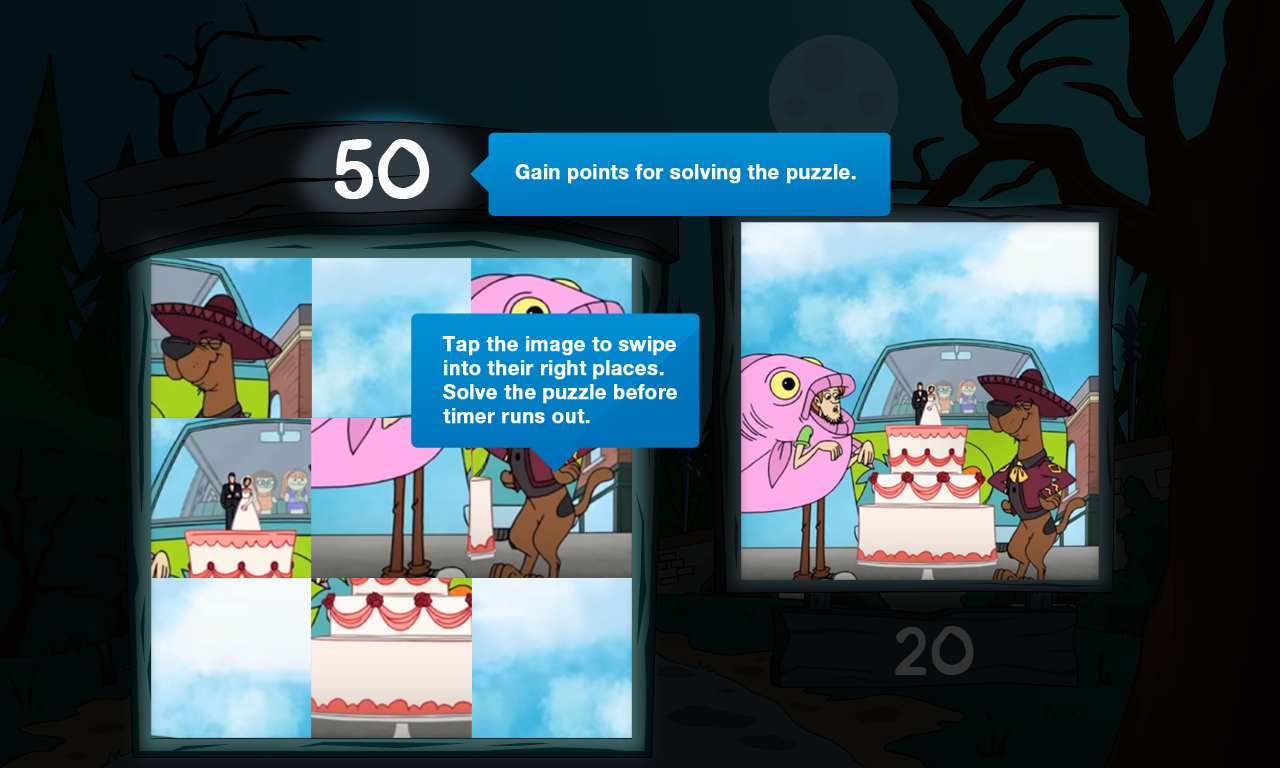 50
Gain points for solving the puzzle.
Tap the image to swipe
into their right places.
Solve the puzzle before
timer runs out.
20